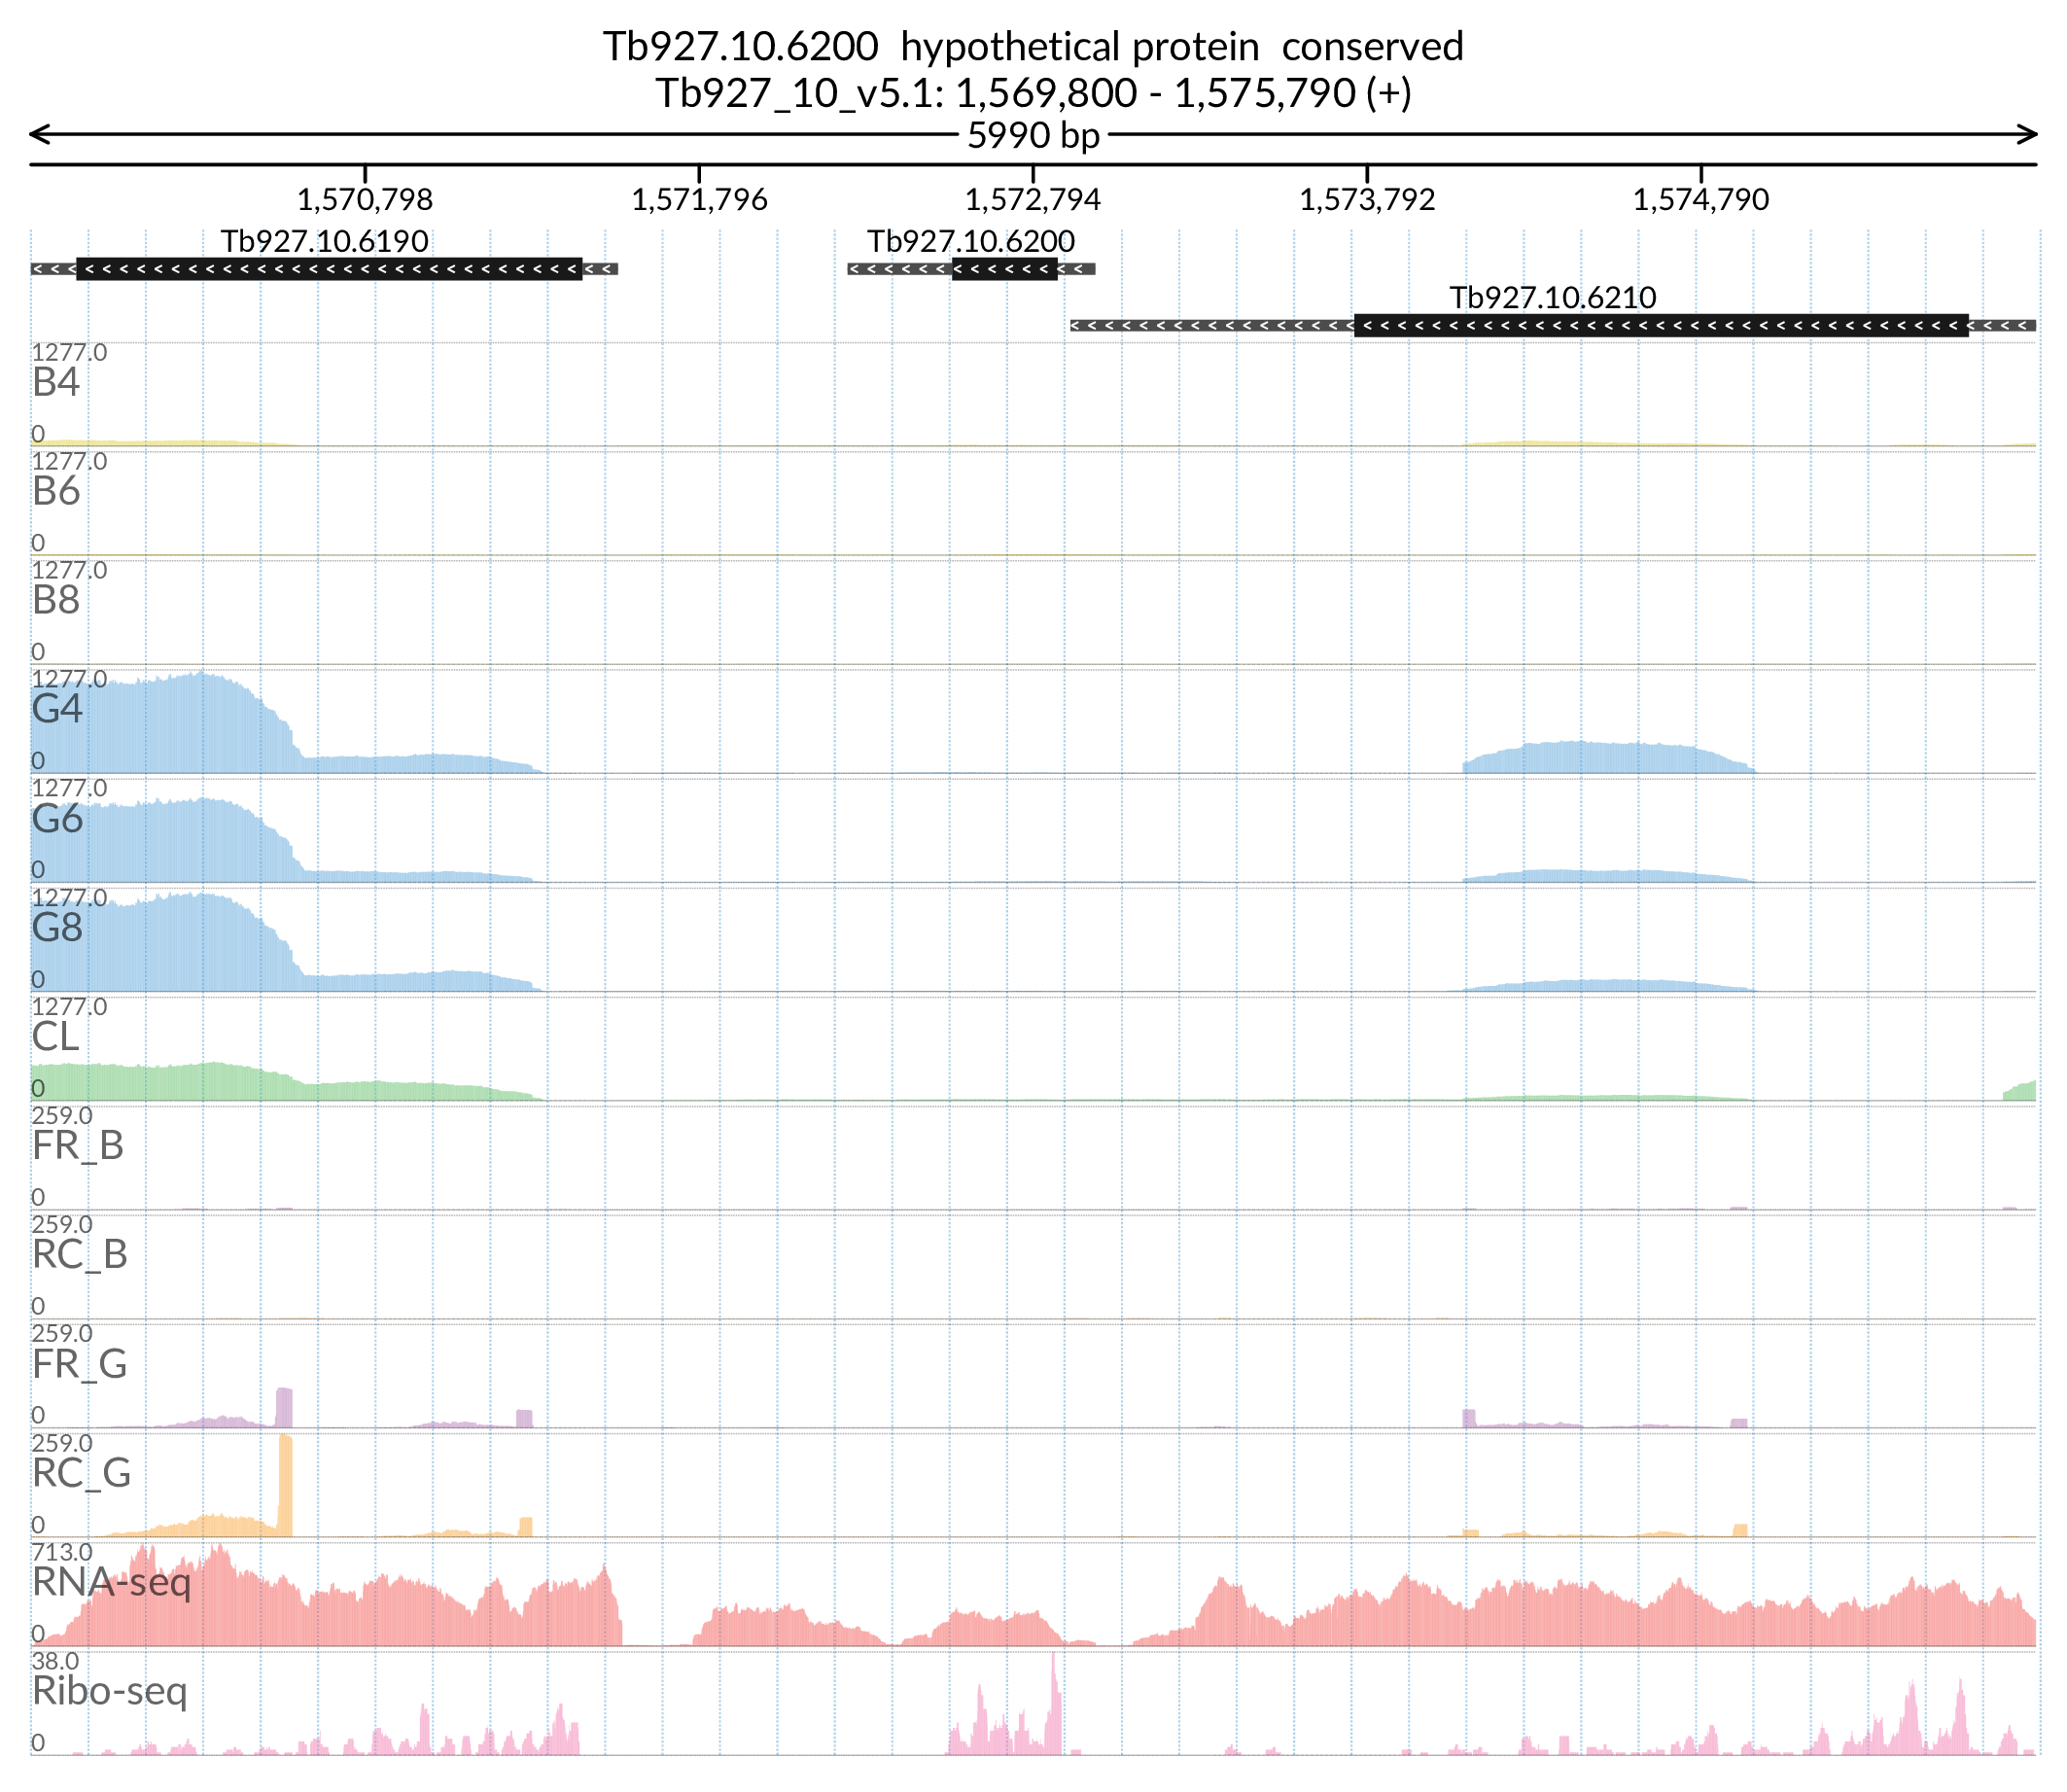 Tb927.10.6200 hypothetical protein conserved
Tb927_10_v5.1: 1,569,800 - 1,575,790 (+)
5990 bp
1,570,798 1,571,796 1,572,794 1,573,792 1,574,790
Tb927.10.6190 Tb927.10.6200
Tb927.10.6210
1277.0
B4
0
1277.0
B6
0
1277.0
B8
0
1277.0
G4
0
1277.0
G6
0
1277.0
G8
0
1277.0
CL
0
259.0
FR_B
0
259.0
RC_B
0
259.0
FR_G
0
259.0
RC_G
0
713.0
RNA-seq
0
38.0
Ribo-seq
0